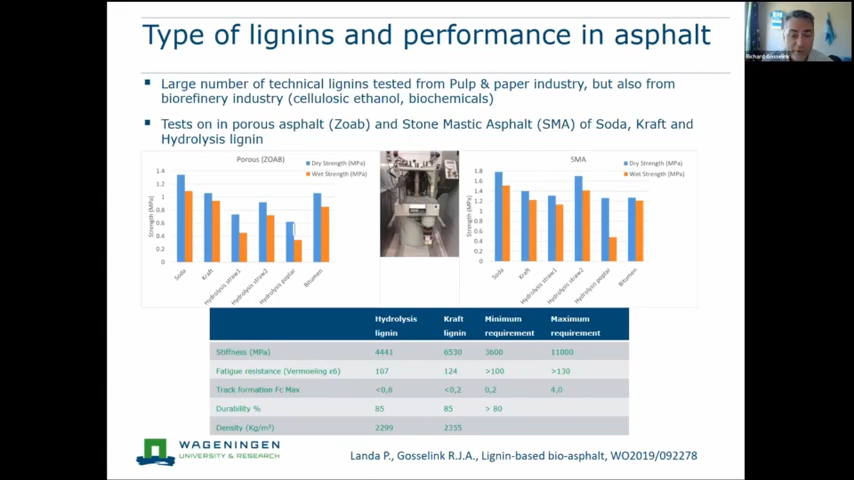 Type of lignins and performance in asphalt
Richard Gosselink
Large number of technical lignins tested from Pulp & paper industry, but also from
biorefinery industry (cellulosic ethanol, biochemicals)
Tests on in porous asphalt (Zoab) and Stone Mastic Asphalt (SMA) of Soda, Kraft and
Hydrolysis lignin
Porous (ZOAB)
Dry Strength (MPa)
Wet Strength (MPa)
Strength (MPa)
1.4
1.2
1
0.8
0.6
0.4
0.2
0
Soda
Kraft
Hydrolysis straw1
Hydrolysis straw2
Hydrolysis poplar
Bitumen
SMA
Dry Strength (MPa)
Wet Strength (MPa)
Strength (MPa)
1.8
1.6
1.4
1.2
1
0.8
0.6
0.4
0.2
0
Soda
Kraft
Hydrolysis straw1
Hydrolysis straw2
Hydrolysis poplar
Bitumen
Hydrolysis lignin Kraft lignin Minimum requirement Maximum requirement
Stiffness (MPa) 4441 6530 3600 11000
Fatigue resistance (Vermoeiing ε6) 107 124 >100 >130
Track formation Fc Max <0,6 <0,2 0,2 4,0
Durability % 85 85 > 80
Density (Kg/m³) 2299 2355
WAGENINGEN
UNIVERSITY & RESEARCH
Landa P., Gosselink R.J.A., Lignin-based bio-asphalt, WO2019/092278